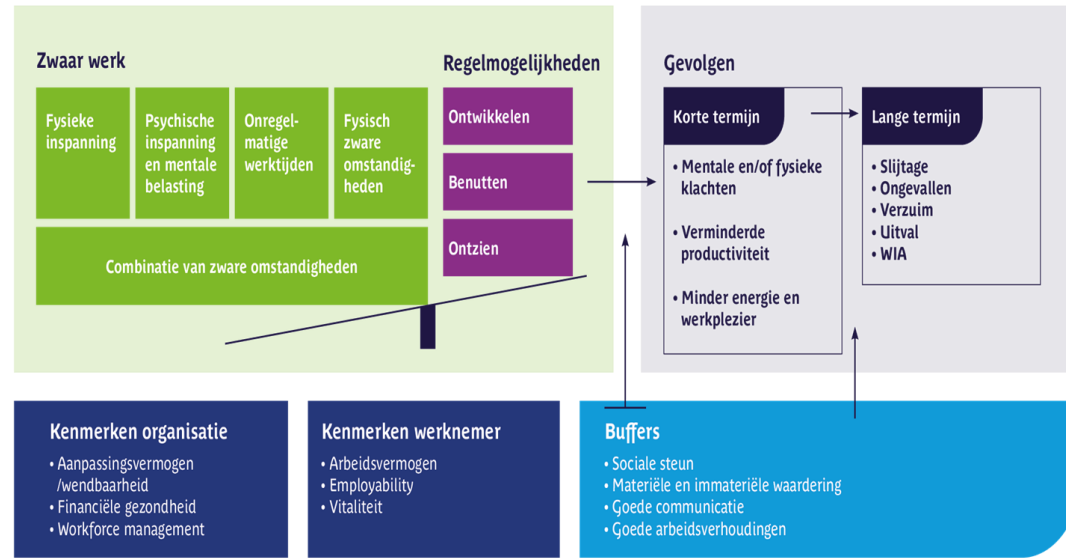 Zwaar werk
Fysieke
inspanning
Psychische
inspanning
en mentale
belasting
Onregel-
matige
werktijden
Fysisch
zware
omstandig-
heden
Combinatie van zware omstandigheden
Regelmogelijkheden
Ontwikkelen
Benutten
Ontzien
Gevolgen
Korte termijn
• Mentale en/of fysieke
klachten
• Verminderde
productiviteit
• Minder energie en
werkplezier
Lange termijn
• Slijtage
• Ongevallen
• Verzuim
• Uitval
• WIA
Kenmerken organisatie
• Aanpassingsvermogen
/wendbaarheid
• Financiële gezondheid
• Workforce management
Kenmerken werknemer
• Arbeidsvermogen
• Employability
• Vitaliteit
Buffers
• Sociale steun
• Materiële en immateriële waardering
• Goede communicatie
• Goede arbeidsverhoudingen